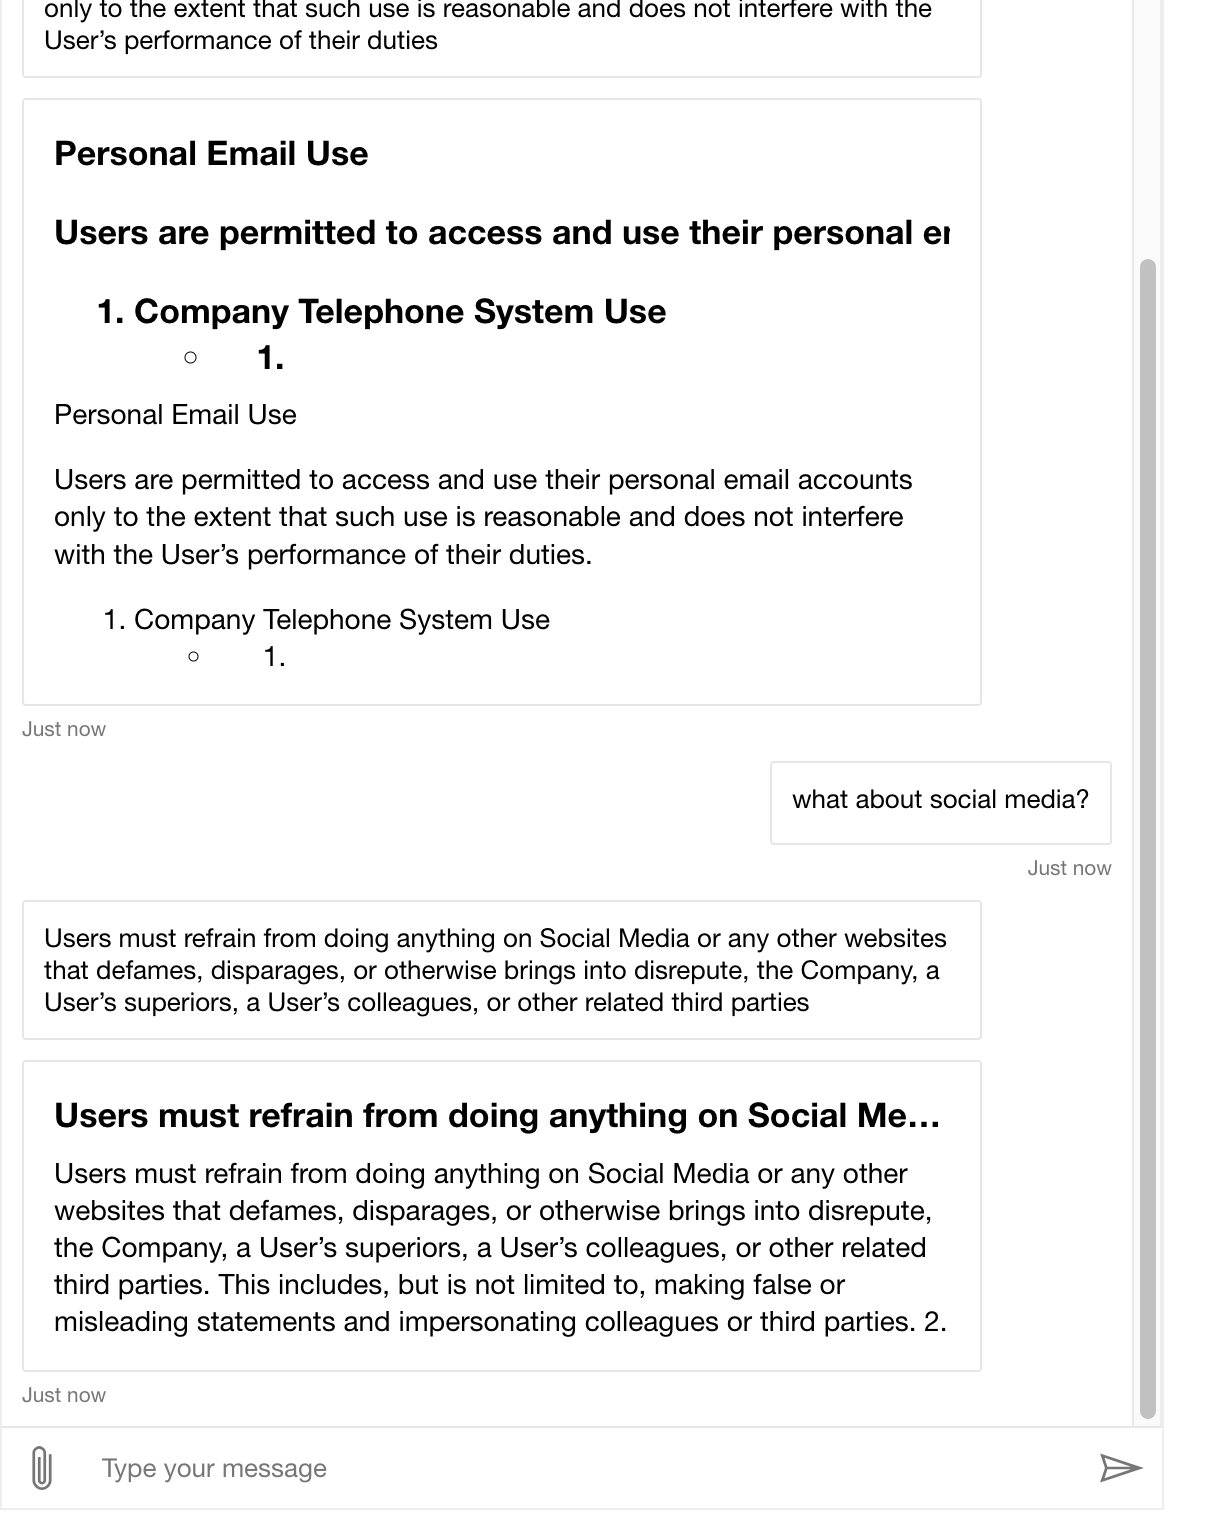 only to the extent that such use is reasonable and does not interfere with the
User’s performance of their duties
Personal Email Use
Users are permitted to access and use their personal
1. Company Telephone System Use
○ 1.
Personal Email Use
Users are permitted to access and use their personal email accounts
only to the extent that such use is reasonable and does not interfere
with the User’s performance of their duties.
1. Company Telephone System Use
○ 1.
Just now
what about social media?
Just now
Users must refrain from doing anything on Social Media or any other websites
that defames, disparages, or otherwise brings into disrepute, the Company, a
User’s superiors, a User’s colleagues, or other related third parties
Users must refrain from doing anything on Social Me...
Users must refrain from doing anything on Social Media or any other
websites that defames, disparages, or otherwise brings into disrepute,
the Company, a User’s superiors, a User’s colleagues, or other related
third parties. This includes, but is not limited to, making false or
misleading statements and impersonating colleagues or third parties. 2.
Just now
Type your message